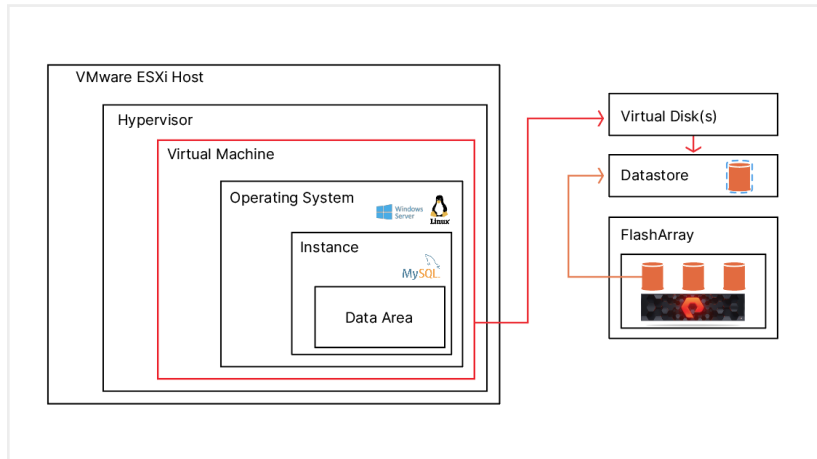 VMware ESXi Host
Hypervisor
Virtual Machine
Operating System
Windows
Server
Linux
Instance
MySQL
Data Area
Virtual Disk(s)
Datastore
FlashArray